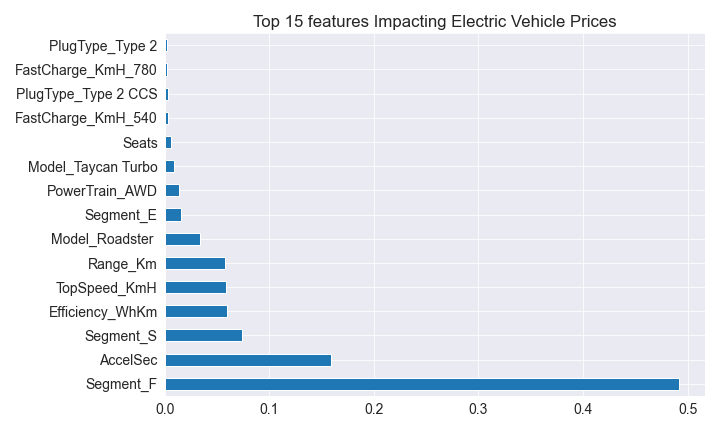 Top 15 features Impacting Electric Vehicle Prices
PlugType_Type 2
FastCharge_KmH_780
PlugType_Type 2 CCS
FastCharge_KmH_540
Seats
Model_Taycan Turbo
PowerTrain_AWD
Segment_E
Model_Roadster
Range_Km
TopSpeed_KmH
Efficiency_WhKm
Segment_S
AccelSec
Segment_F
0.0 0.1 0.2 0.3 0.4 0.5